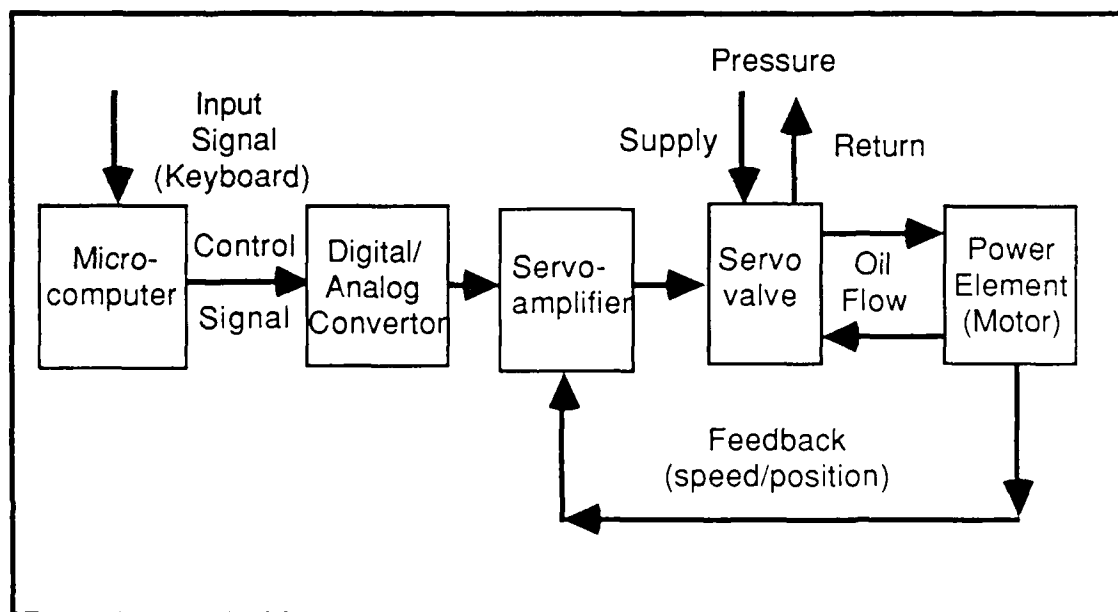 Input
Signal
(Keyboard)
Pressure
Supply
Return
Micro-
computer
Control
Signal
Digital/
Analog
Convertor
Servo-
amplifier
Servo
valve
Oil
Flow
Power
Element
(Motor)
Feedback
(speed/position)